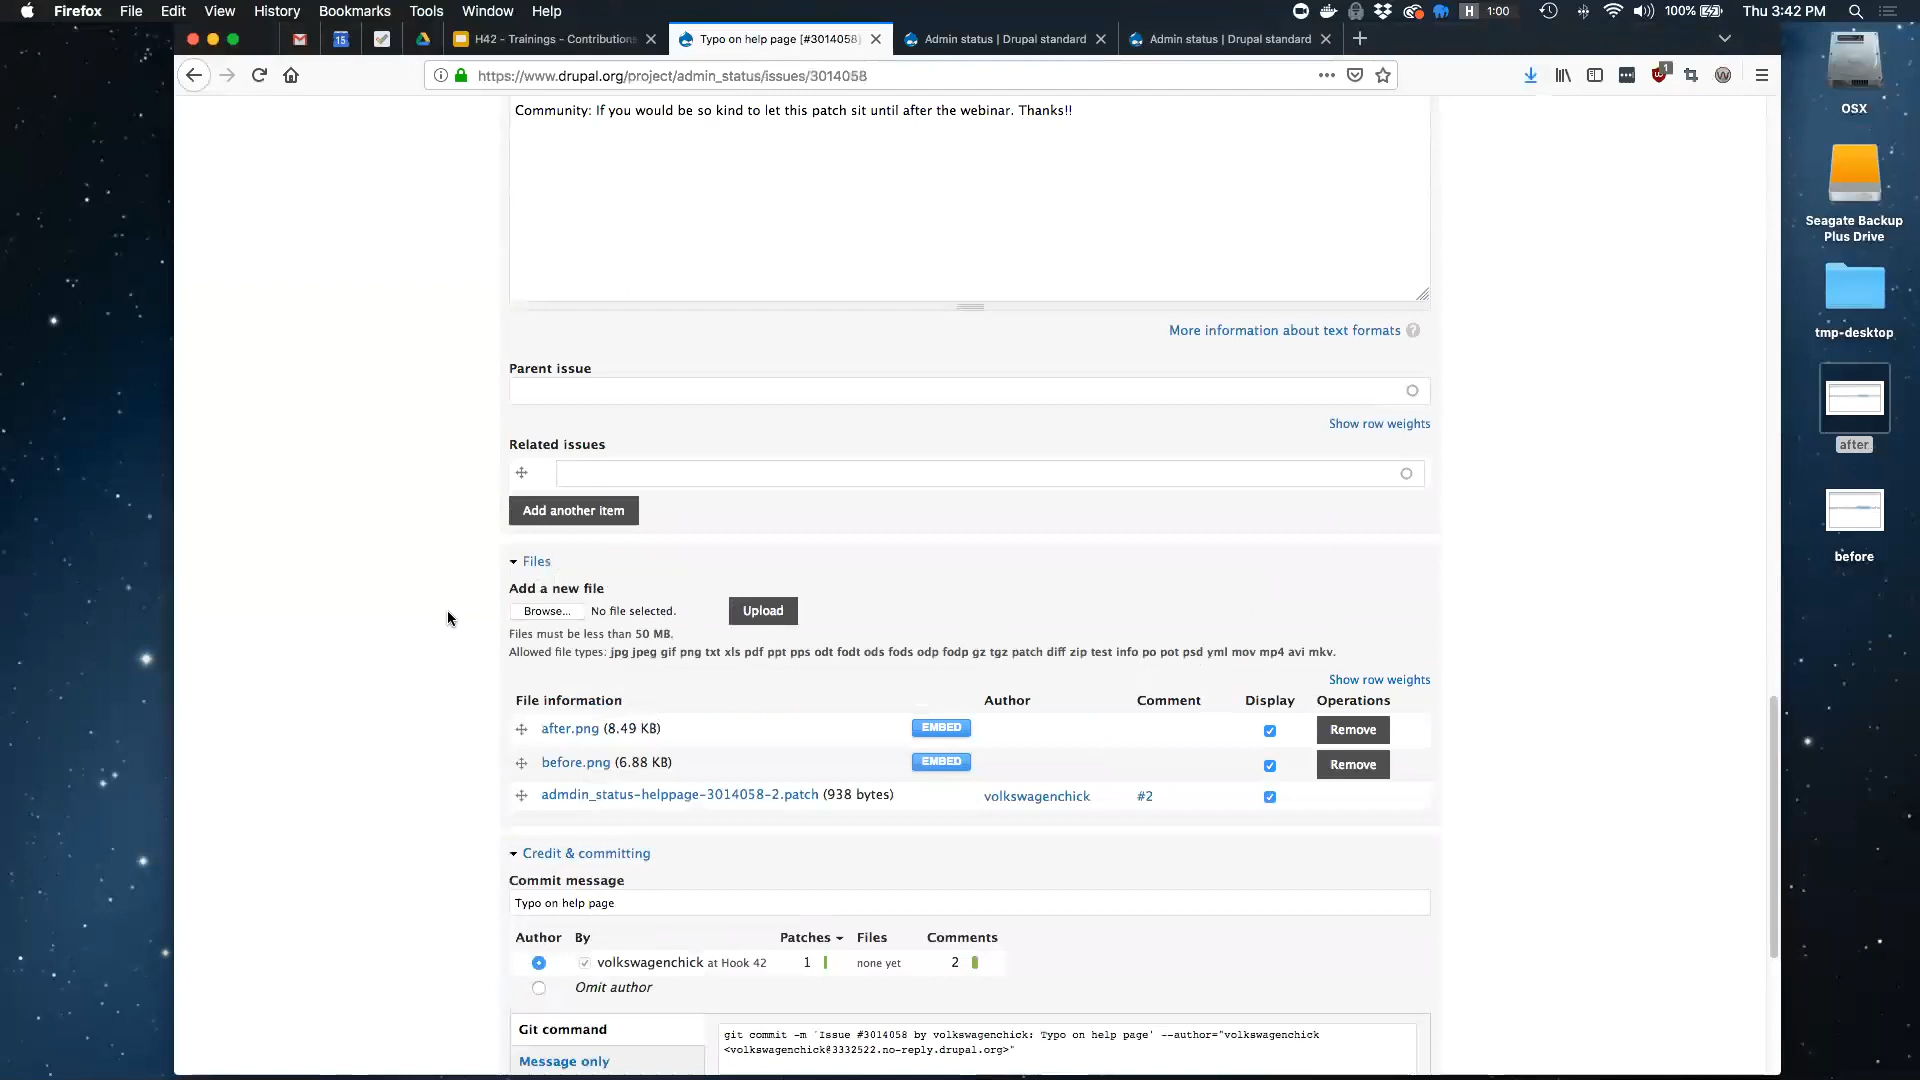 Firefox File Edit View History Bookmarks Tools Window Help
H 1:00 100% Thu 3:42 PM
15 H42 - Trainings - Contributions Typo on help page [#3014058] Admin status | Drupal standard Admin status | Drupal standard
https://www.drupal.org/project/admin_status/issues/3014058
1
OSX
Community: If you would be so kind to let this patch sit until after the webinar. Thanks!!
Seagate Backup
Plus Drive
More information about text formats ?
tmp-desktop
Parent issue
Show row weights
Related issues
after
Add another item
before
Files
Add a new file
Browse... No file selected. Upload
Files must be less than 50 MB.
Allowed file types: jpg jpeg gif png txt xls pdf ppt pps odt fodt ods fods odp fodp gz tgz patch diff zip test info po pot psd yml mov mp4 avi mkv.
Show row weights
File information Author Comment Display Operations
after.png (8.49 KB) EMBED Remove
before.png (6.88 KB) EMBED Remove
admdin_status-helppage-3014058-2.patch (938 bytes) volkswagenchick #2
Credit & committing
Commit message
Typo on help page
Author By Patches Files Comments
volkswagenchick at Hook 42 1 none yet 2
Omit author
Git command
git commit -m 'Issue #3014058 by volkswagenchick: Typo on help page' --author="volkswagenchick
<volkswagenchick@3332522.no-reply.drupal.org>"
Message only